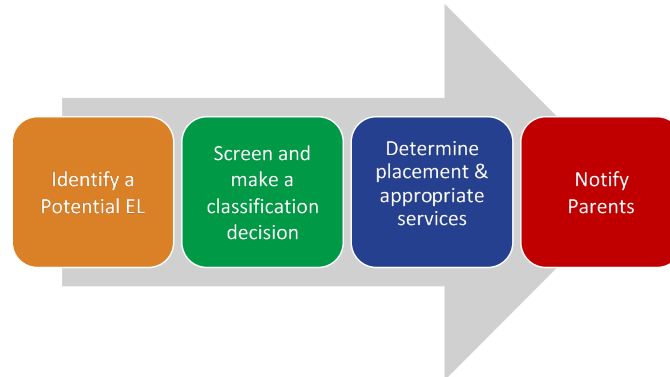 Identify a
Potential EL
Screen and
make a
classification
decision
Determine
placement &
appropriate
services
Notify
Parents